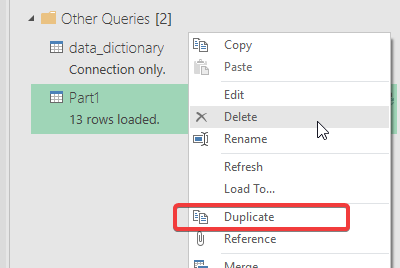 Other Queries [2]
data_dictionary
Connection only.
Part1
13 rows loaded.
Copy
Paste
Edit
Delete
Rename
Refresh
Load To...
Duplicate
Reference
Merge